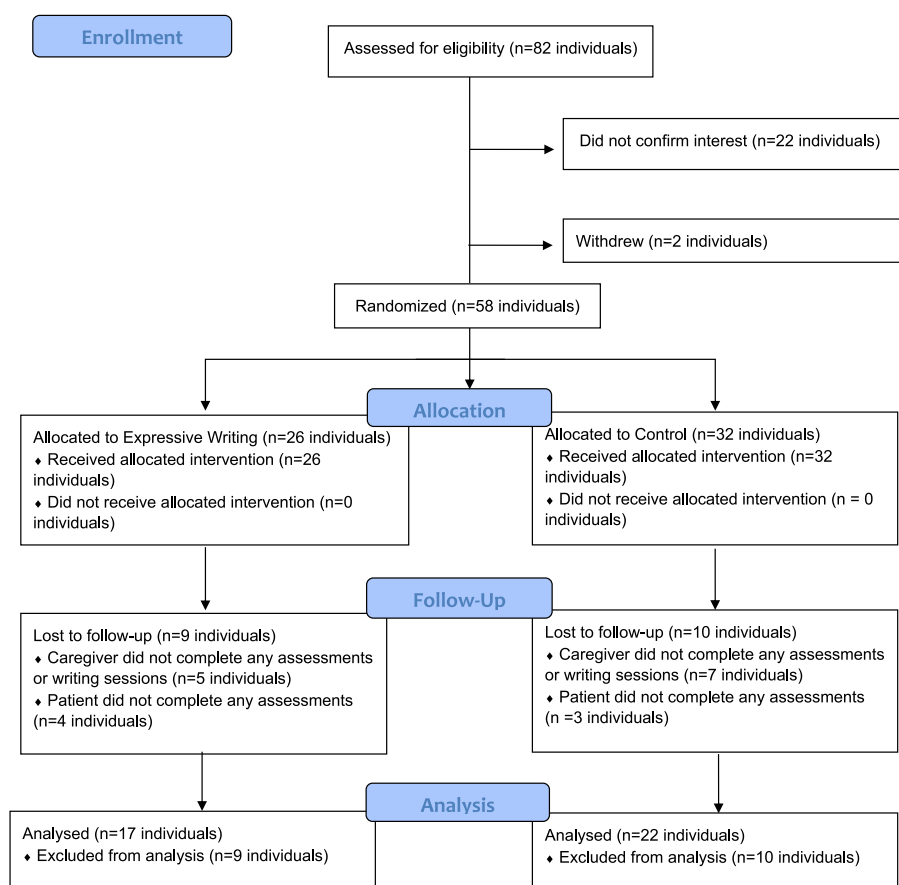 Enrollment
Assessed for eligibility (n=82 individuals)
Did not confirm interest (n=22 individuals)
Withdrew (n=2 individuals)
Randomized (n=58 individuals)
Allocation
Allocated to Expressive Writing (n=26 individuals)
♦ Received allocated intervention (n=26
individuals)
♦ Did not receive allocated intervention (n=0
individuals)
Allocated to Control (n=32 individuals)
♦ Received allocated intervention (n=32
individuals)
♦ Did not receive allocated intervention (n = 0
individuals)
Follow-Up
Lost to follow-up (n=9 individuals)
♦ Caregiver did not complete any assessments
or writing sessions (n=5 individuals)
♦ Patient did not complete any assessments
(n=4 individuals)
Lost to follow-up (n=10 individuals)
♦ Caregiver did not complete any assessments
or writing sessions (n=7 individuals)
♦ Patient did not complete any assessments
(n =3 individuals)
Analysis
Analysed (n=17 individuals)
♦ Excluded from analysis (n=9 individuals)
Analysed (n=22 individuals)
♦ Excluded from analysis (n=10 individuals)